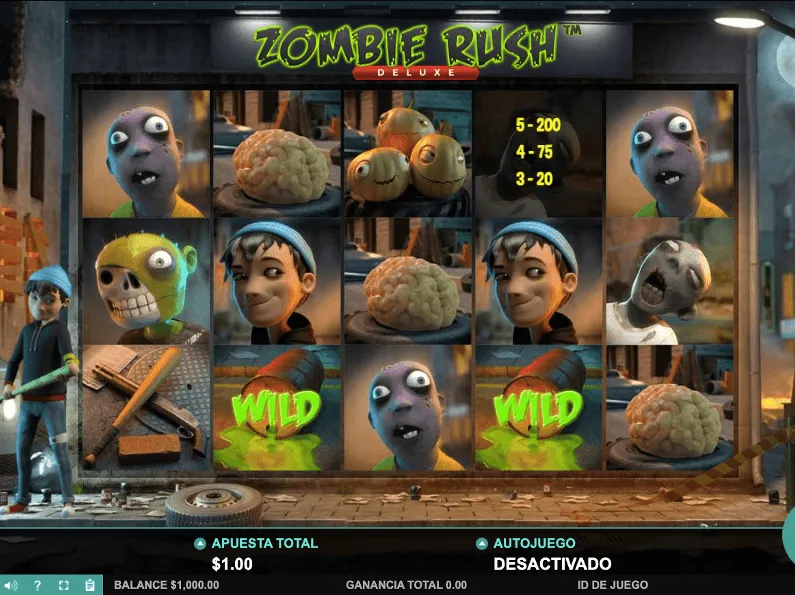 ZOMBIE RUSH™
DELUXE
5 - 200
4 - 75
3 - 20
WILD
WILD
APUESTA TOTAL
$1.00
AUTOJUEGO
DESACTIVADO
?
BALANCE $1,000.00
GANANCIA TOTAL 0.00
ID DE JUEGO